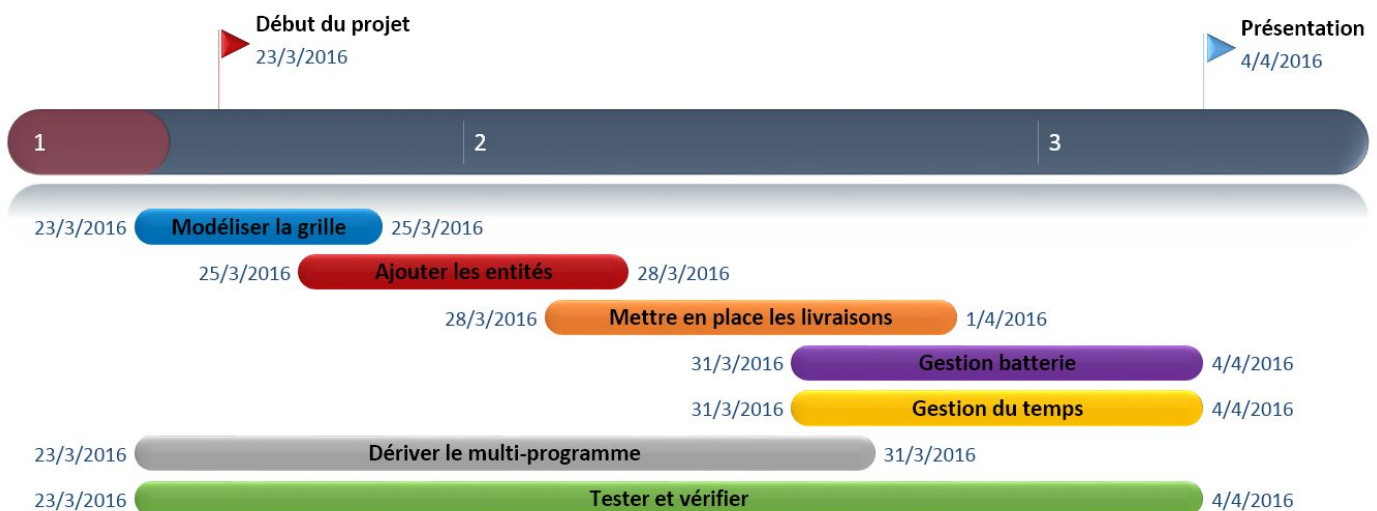 Début du projet
23/3/2016
Présentation
4/4/2016
1 2 3
23/3/2016 Modéliser la grille 25/3/2016
25/3/2016 Ajouter les entités 28/3/2016
28/3/2016 Mettre en place les livraisons 1/4/2016
31/3/2016 Gestion batterie 4/4/2016
31/3/2016 Gestion du temps 4/4/2016
23/3/2016 Dériver le multi-programme 31/3/2016
23/3/2016 Tester et vérifier 4/4/2016